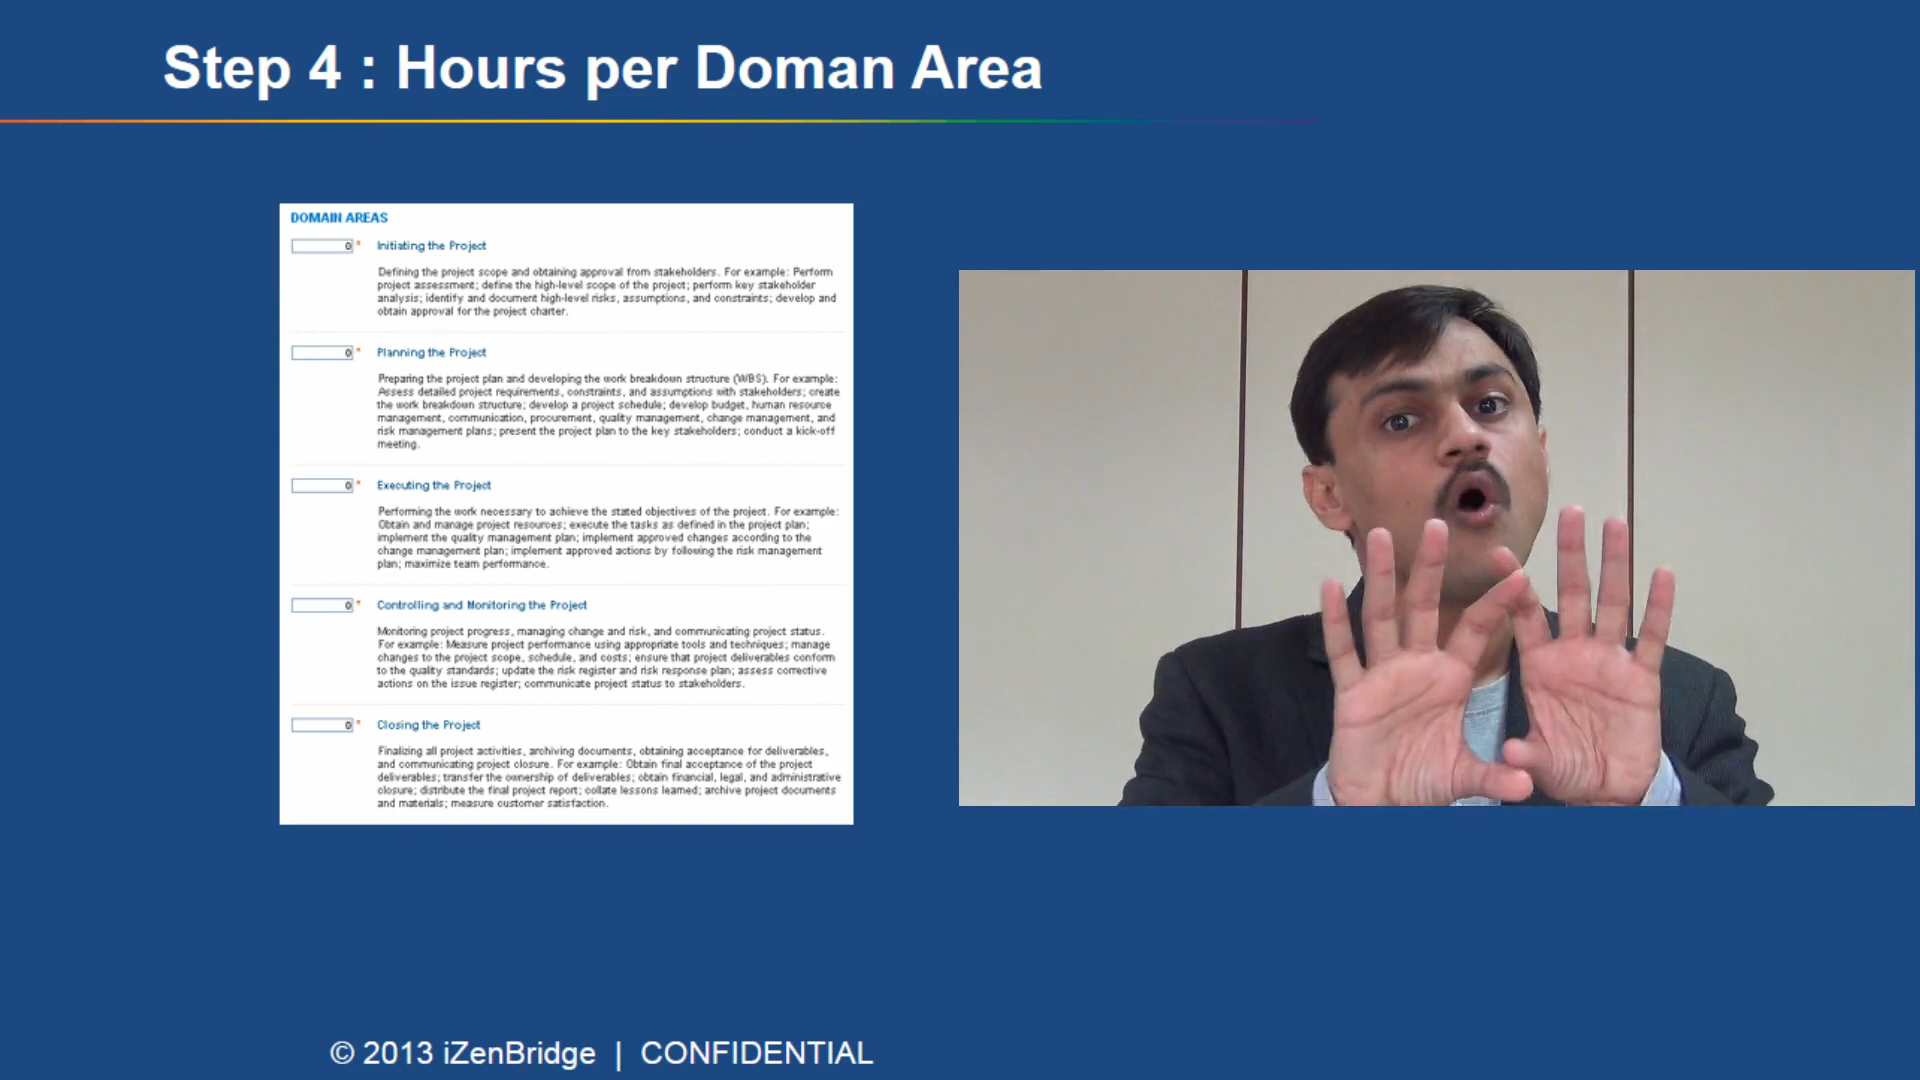 Step 4 : Hours per Doman Area
DOMAIN AREAS
0 * Initiating the Project
Defining the project scope and obtaining approval from stakeholders. For example: Perform
project assessment; define the high-level scope of the project; perform key stakeholder
analysis; identify and document high-level risks, assumptions, and constraints; develop and
obtain approval for the project charter.
0 * Planning the Project
Preparing the project plan and developing the work breakdown structure (WBS). For example:
Assess detailed project requirements, constraints, and assumptions with stakeholders; create
the work breakdown structure; develop a project schedule; develop budget, human resource
management, communication, procurement, quality management, change management, and
risk management plans; present the project plan to the key stakeholders; conduct a kick-off
meeting.
0 * Executing the Project
Performing the work necessary to achieve the stated objectives of the project. For example:
Obtain and manage project resources; execute the tasks as defined in the project plan;
implement the quality management plan; implement approved changes according to the
change management plan; implement approved actions by following the risk management
plan; maximize team performance.
0 * Controlling and Monitoring the Project
Monitoring project progress, managing change and risk, and communicating project status.
For example: Measure project performance using appropriate tools and techniques; manage
changes to the project scope, schedule, and costs; ensure that project deliverables conform
to the quality standards; update the risk register and risk response plan; assess corrective
actions on the issue register; communicate project status to stakeholders.
0 * Closing the Project
Finalizing all project activities, archiving documents, obtaining acceptance for deliverables,
and communicating project closure. For example: Obtain final acceptance of the project
deliverables; transfer the ownership of deliverables; obtain financial, legal, and administrative
closure; distribute the final project report; collate lessons learned; archive project documents
and materials; measure customer satisfaction.
© 2013 iZenBridge | CONFIDENTIAL